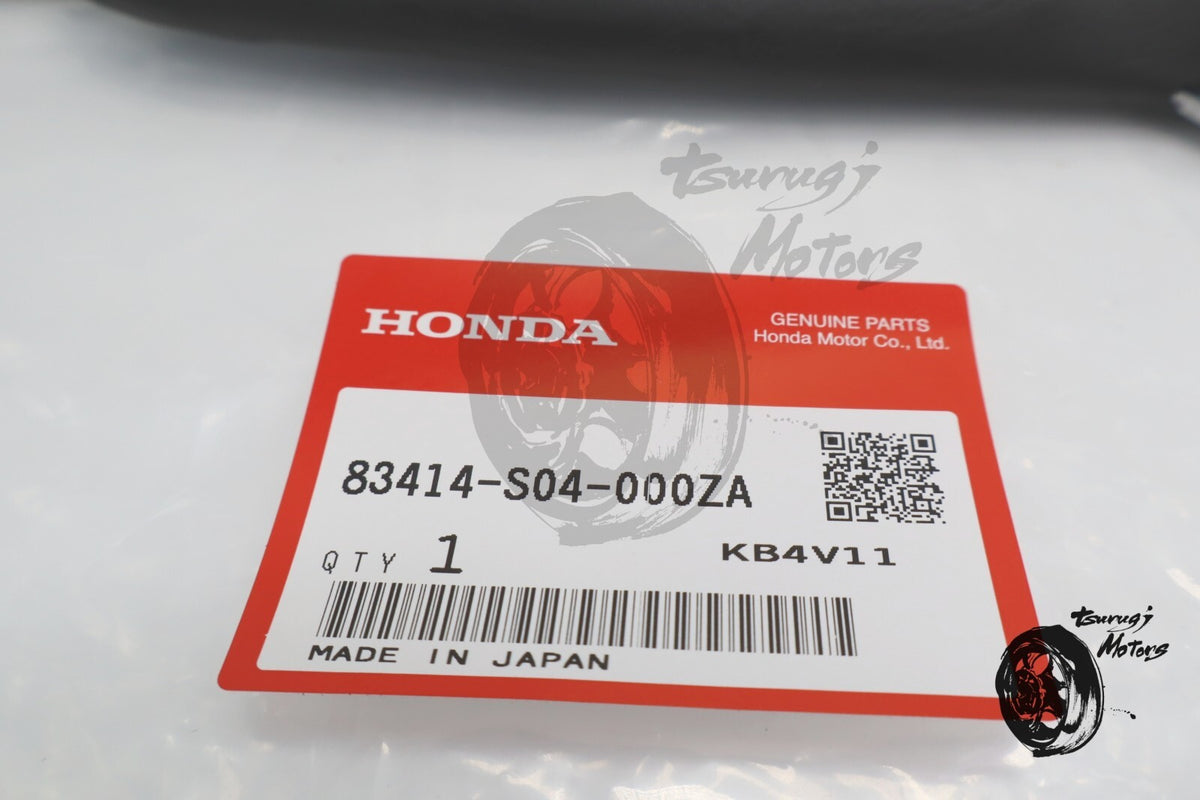 tsurugi
Motors
HONDA
GENUINE PARTS
Honda Motor Co., Ltd.
83414-S04-000ZA
QTY 1
KB4V11
MADE IN JAPAN
tsurugi
Motors